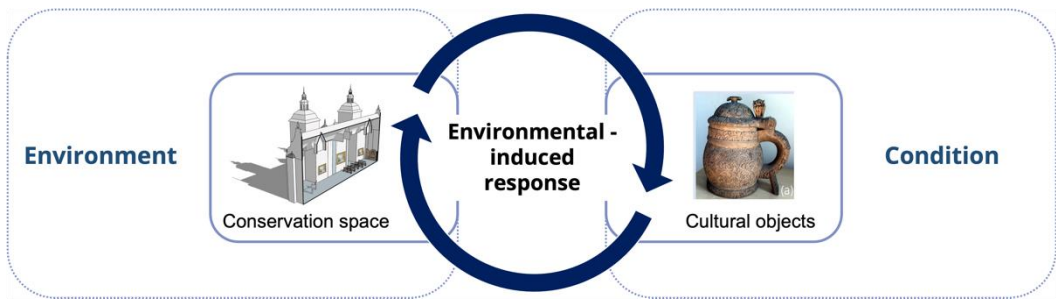 Environment
Conservation space
Environmental -
induced
response
(a)
Cultural objects
Condition